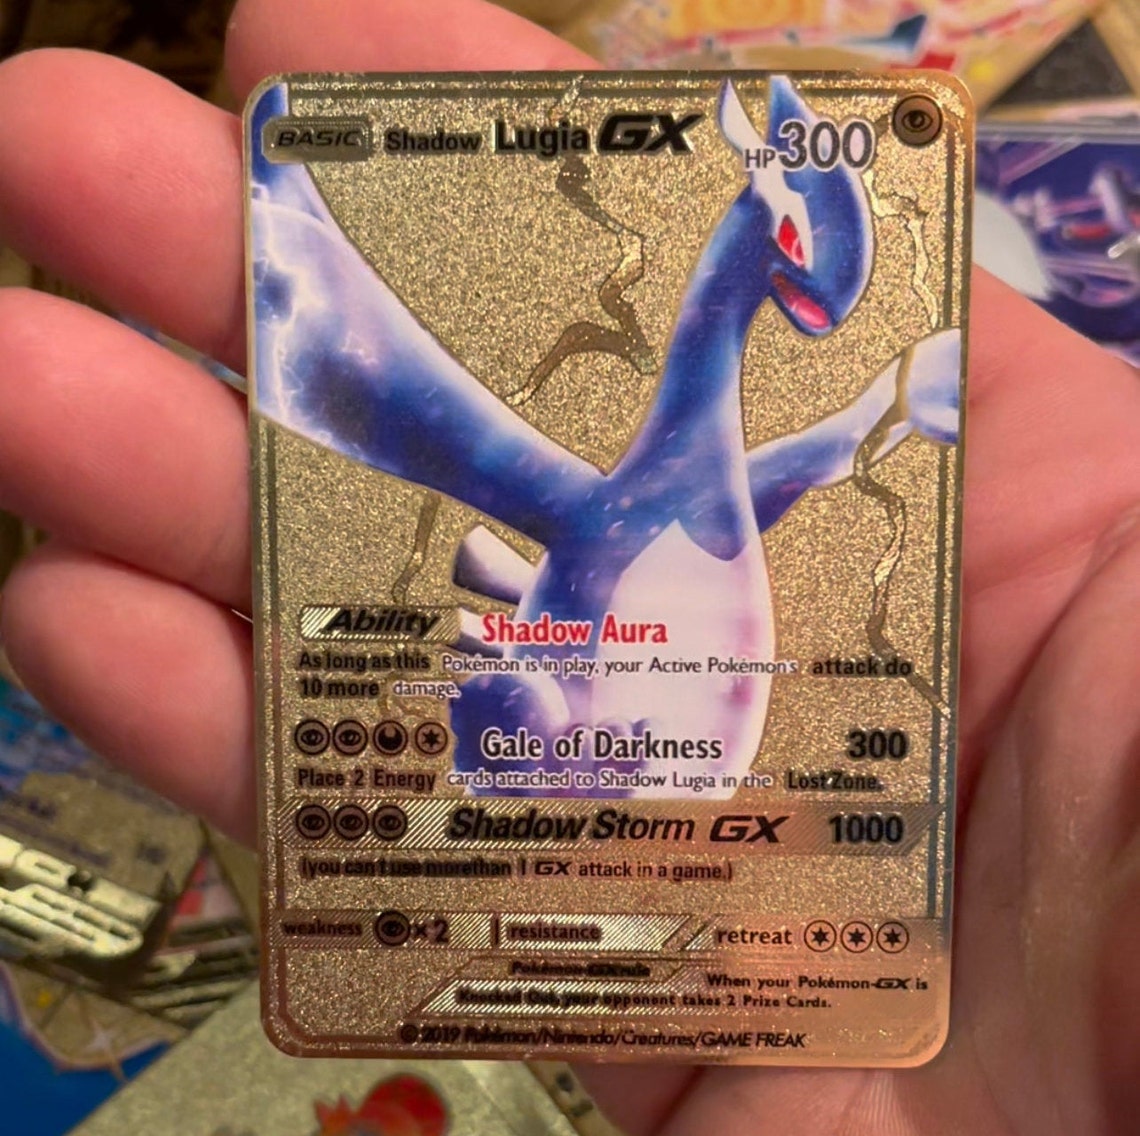 BASIC Shadow Lugia GX HP 300
Ability Shadow Aura
As long as this Pokémon is in play, your Active Pokémon's attack do
10 more damage.
Gale of Darkness 300
Place 2 Energy cards attached to Shadow Lugia in the Lost Zone.
Shadow Storm GX 1000
(you can't use morethan 1 GX attack in a game.)
weakness ×2 resistance retreat
Pokémon-GX rule When your Pokémon-GX is
Knocked Out, your opponent takes 2 Prize Cards.
© 2019 Pokémon/Nintendo/Creatures/GAME FREAK